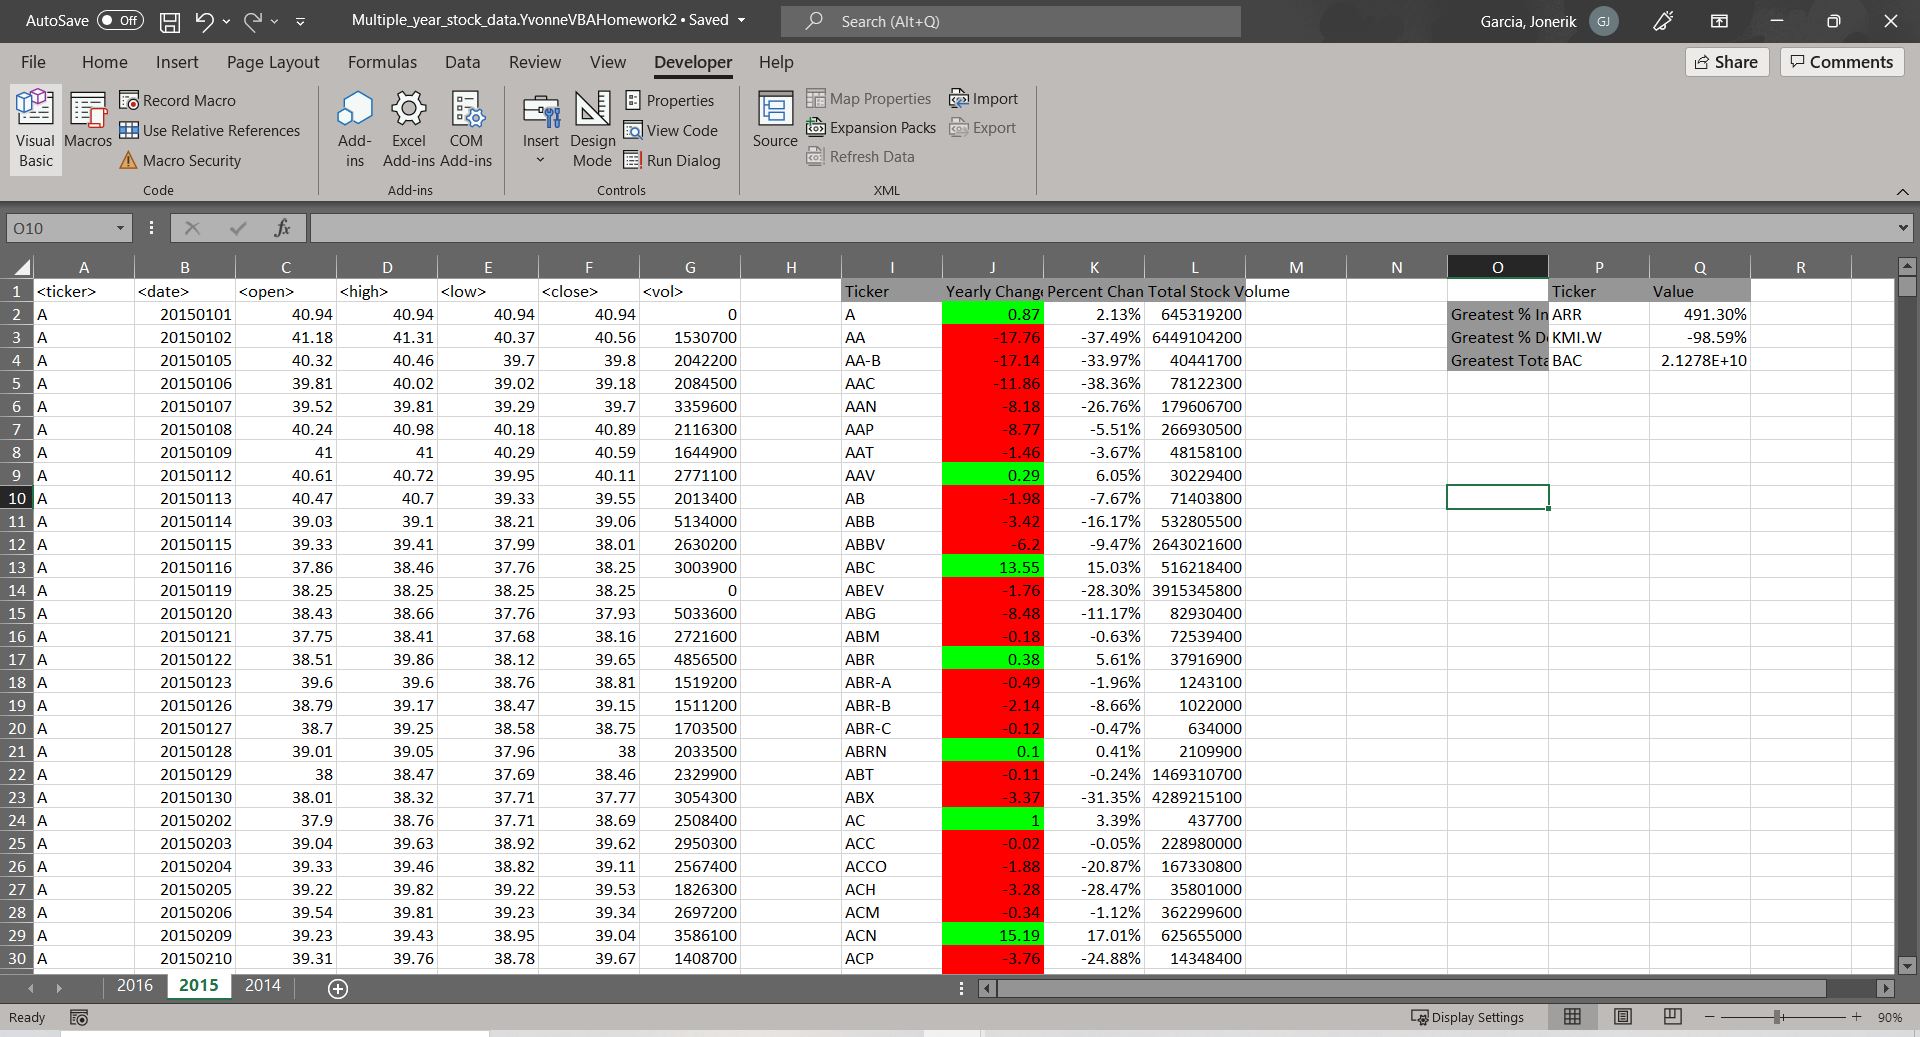 AutoSave Off Multiple_year_stock_data.YvonneVBAHomework2 • Saved Search (Alt+Q) Garcia, Jonerik GJ
File Home Insert Page Layout Formulas Data Review View Developer Help Share Comments
Visual Basic Macros Record Macro Use Relative References Macro Security Code
Add-ins Excel Add-ins COM Add-ins Add-ins
Insert Design Mode Properties View Code Run Dialog Controls
Source Map Properties Expansion Packs Refresh Data Import Export XML
O10 fx
A B C D E F G H I J K L M N O P Q R
1 <ticker> <date> <open> <high> <low> <close> <vol> Ticker Yearly Change Percent Chan Total Stock Volume Ticker Value
2 A 20150101 40.94 40.94 40.94 40.94 0 A 0.87 2.13% 645319200 Greatest % In ARR 491.30%
3 A 20150102 41.18 41.31 40.37 40.56 1530700 AA -17.76 -37.49% 6449104200 Greatest % De KMI.W -98.59%
4 A 20150105 40.32 40.46 39.7 39.8 2042200 AA-B -17.14 -33.97% 40441700 Greatest Tota BAC 2.1278E+10
5 A 20150106 39.81 40.02 39.02 39.18 2084500 AAC -11.86 -38.36% 78122300
6 A 20150107 39.52 39.81 39.29 39.7 3359600 AAN -8.18 -26.76% 179606700
7 A 20150108 40.24 40.98 40.18 40.89 2116300 AAP -8.77 -5.51% 266930500
8 A 20150109 41 41 40.29 40.59 1644900 AAT -1.46 -3.67% 48158100
9 A 20150112 40.61 40.72 39.95 40.11 2771100 AAV 0.29 6.05% 30229400
10 A 20150113 40.47 40.7 39.33 39.55 2013400 AB -1.98 -7.67% 71403800
11 A 20150114 39.03 39.1 38.21 39.06 5134000 ABB -3.42 -16.17% 532805500
12 A 20150115 39.33 39.41 37.99 38.01 2630200 ABBV -6.2 -9.47% 2643021600
13 A 20150116 37.86 38.46 37.76 38.25 3003900 ABC 13.55 15.03% 516218400
14 A 20150119 38.25 38.25 38.25 38.25 0 ABEV -1.76 -28.30% 3915345800
15 A 20150120 38.43 38.66 37.76 37.93 5033600 ABG -8.48 -11.17% 82930400
16 A 20150121 37.75 38.41 37.68 38.16 2721600 ABM -0.18 -0.63% 72539400
17 A 20150122 38.51 39.86 38.12 39.65 4856500 ABR 0.38 5.61% 37916900
18 A 20150123 39.6 39.6 38.76 38.81 1519200 ABR-A -0.49 -1.96% 1243100
19 A 20150126 38.79 39.17 38.47 39.15 1511200 ABR-B -2.14 -8.66% 1022000
20 A 20150127 38.7 39.25 38.58 38.75 1703500 ABR-C -0.12 -0.47% 634000
21 A 20150128 39.01 39.05 37.96 38 2033500 ABRN 0.1 0.41% 2109900
22 A 20150129 38 38.47 37.69 38.46 2329900 ABT -0.11 -0.24% 1469310700
23 A 20150130 38.01 38.32 37.71 37.77 3054300 ABX -3.37 -31.35% 4289215100
24 A 20150202 37.9 38.76 37.71 38.69 2508400 AC 1 3.39% 437700
25 A 20150203 39.04 39.63 38.92 39.62 2950300 ACC -0.02 -0.05% 228980000
26 A 20150204 39.33 39.46 38.82 39.11 2567400 ACCO -1.88 -20.87% 167330800
27 A 20150205 39.22 39.82 39.22 39.53 1826300 ACH -3.28 -28.47% 35801000
28 A 20150206 39.54 39.81 39.23 39.34 2697200 ACM -0.34 -1.12% 362299600
29 A 20150209 39.23 39.43 38.95 39.04 3586100 ACN 15.19 17.01% 625655000
30 A 20150210 39.31 39.76 38.78 39.67 1408700 ACP -3.76 -24.88% 14348400
2016 2015 2014
Ready Display Settings 90%